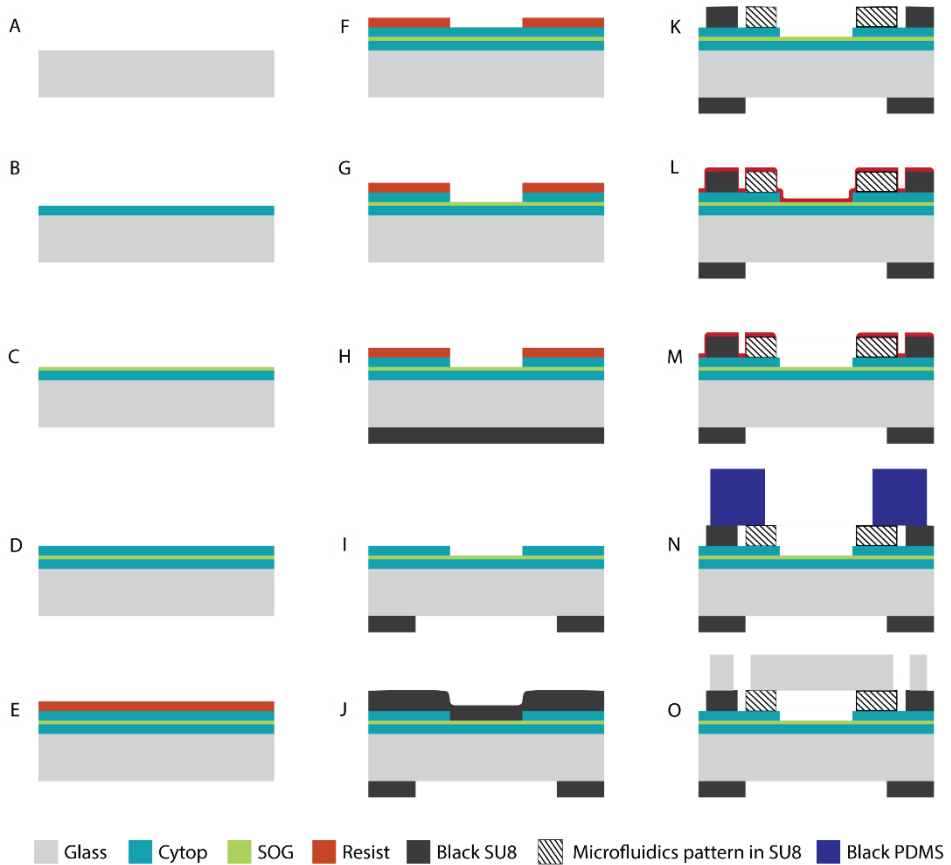 A
F
K
B
G
L
C
H
M
D
I
N
E
J
O
Glass Cytop SOG Resist Black SU8 Microfluidics pattern in SU8 Black PDMS